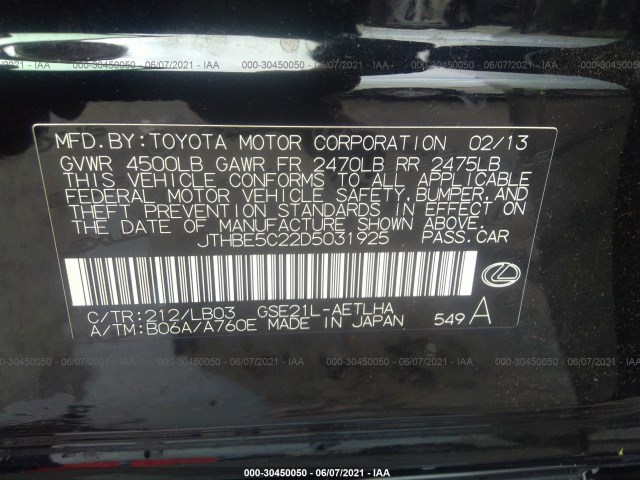 000-30450050 - 06/07/2021 - IAA
MFD. BY: TOYOTA MOTOR CORPORATION 02/13
GVWR 4500LB GAWR FR 2470LB RR 2475LB
THIS VEHICLE CONFORMS TO ALL APPLICABLE
FEDERAL MOTOR VEHICLE SAFETY, BUMPER, AND
THEFT PREVENTION STANDARDS IN EFFECT ON
THE DATE OF MANUFACTURE SHOWN ABOVE.
JTHBE5C22D5031925 PASS. CAR
C/TR: 212/LB03 GSE21L-AETLHA
A/TM: B06A/A760E MADE IN JAPAN 549 A
000-30450050 - 06/07/2021 - IAA